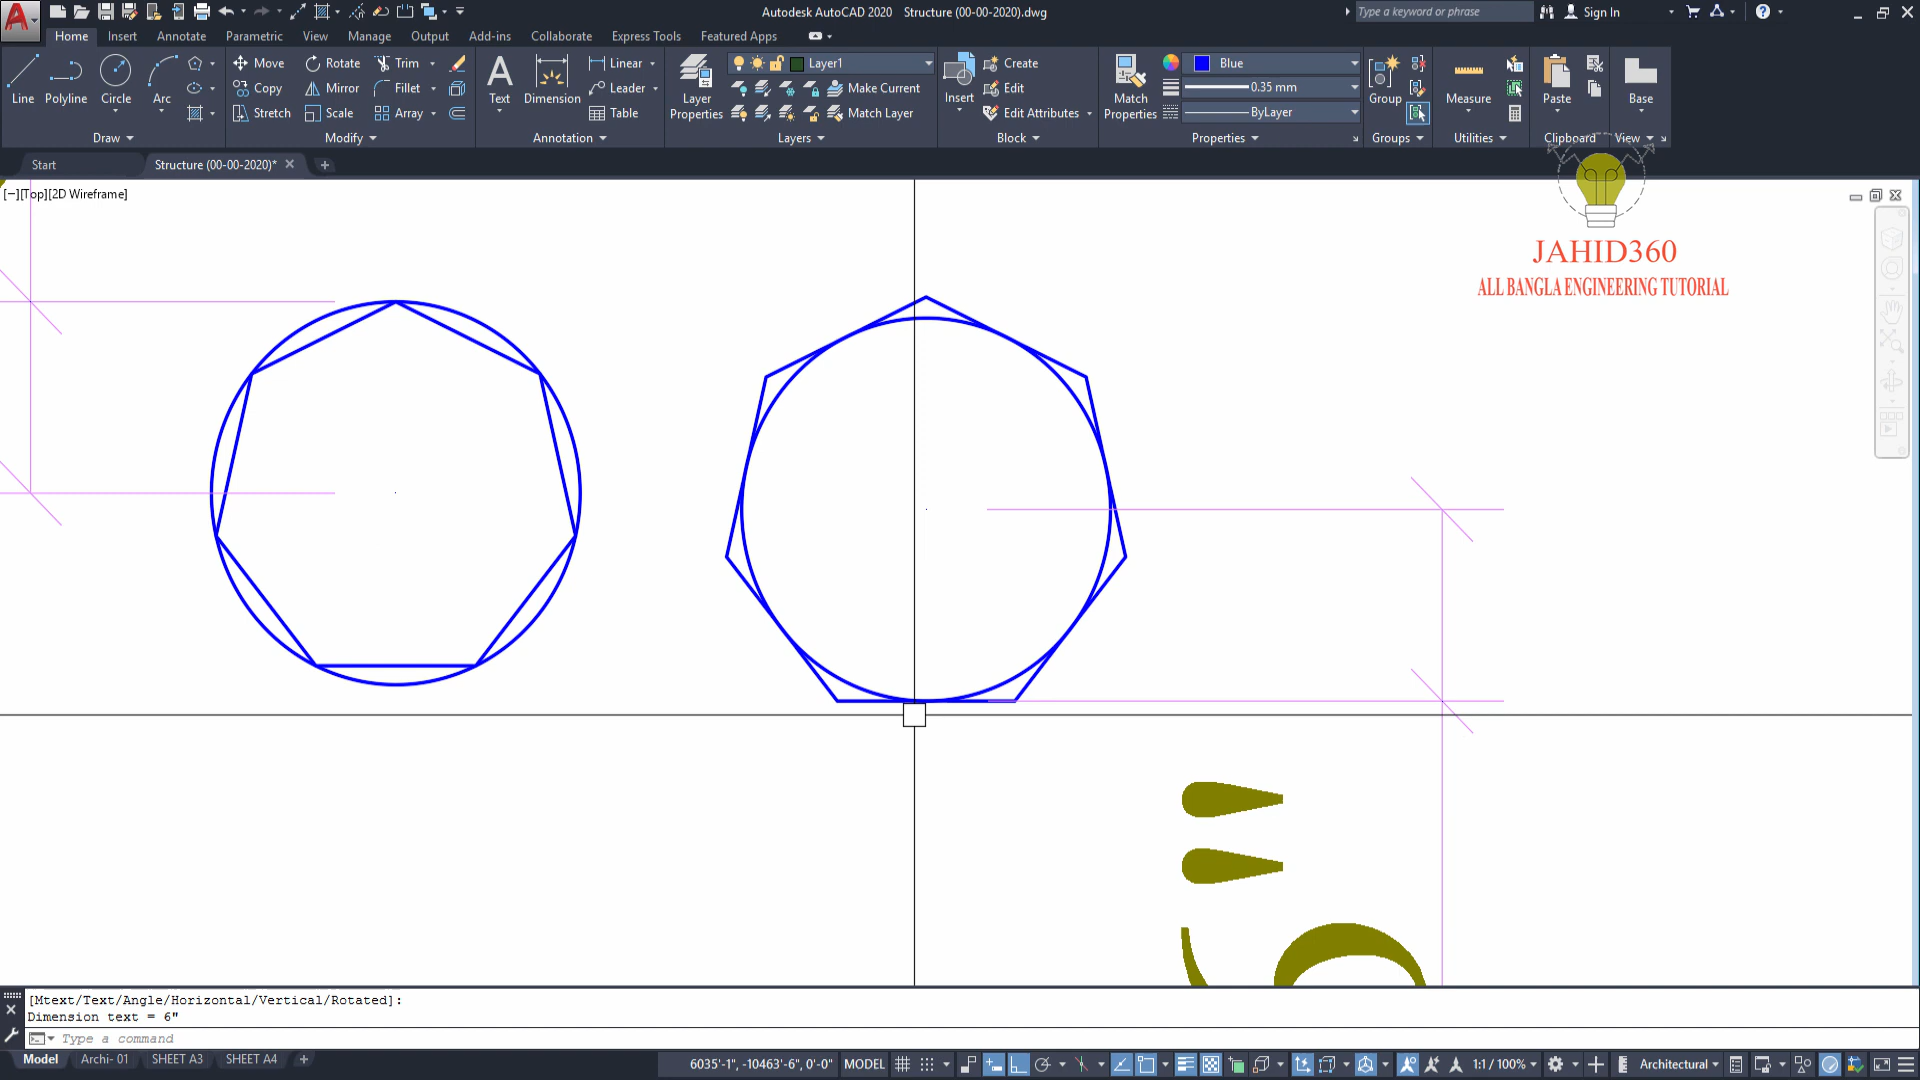 Autodesk AutoCAD 2020 Structure (00-00-2020).dwg
Type a keyword or phrase
Sign In
Home Insert Annotate Parametric View Manage Output Add-ins Collaborate Express Tools Featured Apps
Line Polyline Circle Arc
Draw
Move Rotate Trim
Copy Mirror Fillet
Stretch Scale Array
Modify
Text Dimension
Linear
Leader
Table
Annotation
Layer Properties
Layer1
Make Current
Match Layer
Layers
Insert
Create
Edit
Edit Attributes
Block
Match Properties
Blue
0.35 mm
ByLayer
Properties
Group
Groups
Measure
Utilities
Paste
Clipboard
Base
View
Start Structure (00-00-2020)*
[−][Top][2D Wireframe]
JAHID360
ALL BANGLA ENGINEERING TUTORIAL
[Mtext/Text/Angle/Horizontal/Vertical/Rotated]:
Dimension text = 6"
Type a command
Model Archi- 01 SHEET A3 SHEET A4
6035'-1", -10463'-6", 0'-0" MODEL 1:1 / 100% Architectural